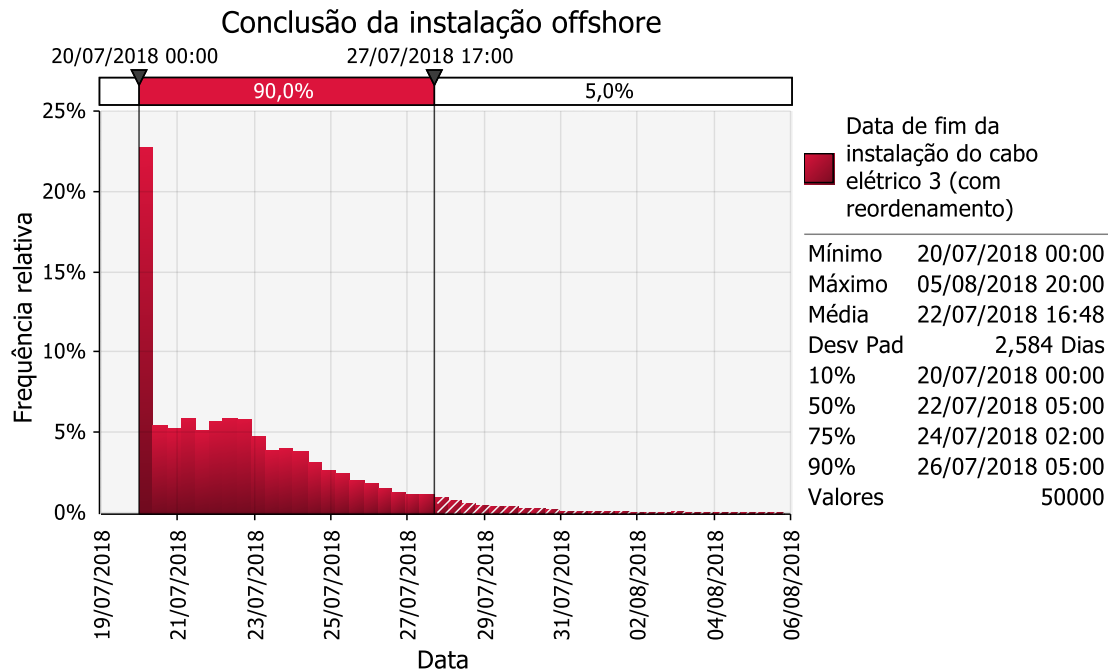 Conclusão da instalação offshore
20/07/2018 00:00 27/07/2018 17:00
90,0% 5,0%
25%
20%
15%
10%
5%
0%
Frequência relativa
19/07/2018
21/07/2018
23/07/2018
25/07/2018
27/07/2018
29/07/2018
31/07/2018
02/08/2018
04/08/2018
06/08/2018
Data
Data de fim da
instalação do cabo
elétrico 3 (com
reordenamento)
Mínimo 20/07/2018 00:00
Máximo 05/08/2018 20:00
Média 22/07/2018 16:48
Desv Pad 2,584 Dias
10% 20/07/2018 00:00
50% 22/07/2018 05:00
75% 24/07/2018 02:00
90% 26/07/2018 05:00
Valores 50000